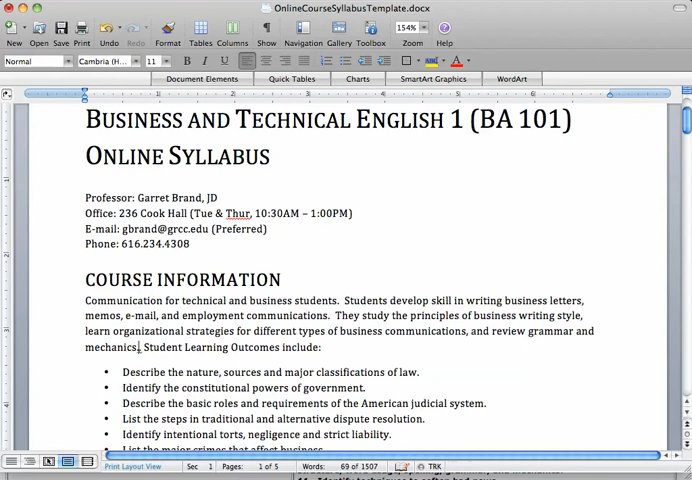 OnlineCourseSyllabusTemplate.docx
154%
New Open Save Print Undo Redo Format Tables Columns Show Navigation Gallery Toolbox Zoom Help
Normal Cambria (H... 11 B I U
Document Elements Quick Tables Charts SmartArt Graphics WordArt
BUSINESS AND TECHNICAL ENGLISH 1 (BA 101)
ONLINE SYLLABUS
Professor: Garret Brand, JD
Office: 236 Cook Hall (Tue & Thur, 10:30AM – 1:00PM)
E-mail: gbrand@grcc.edu (Preferred)
Phone: 616.234.4308
COURSE INFORMATION
Communication for technical and business students. Students develop skill in writing business letters,
memos, e-mail, and employment communications. They study the principles of business writing style,
learn organizational strategies for different types of business communications, and review grammar and
mechanics. Student Learning Outcomes include:
• Describe the nature, sources and major classifications of law.
• Identify the constitutional powers of government.
• Describe the basic roles and requirements of the American judicial system.
• List the steps in traditional and alternative dispute resolution.
• Identify intentional torts, negligence and strict liability.
• List the major crimes that affect business.
Print Layout View Sec 1 Pages: 1 of 5 Words: 69 of 1507 TRK